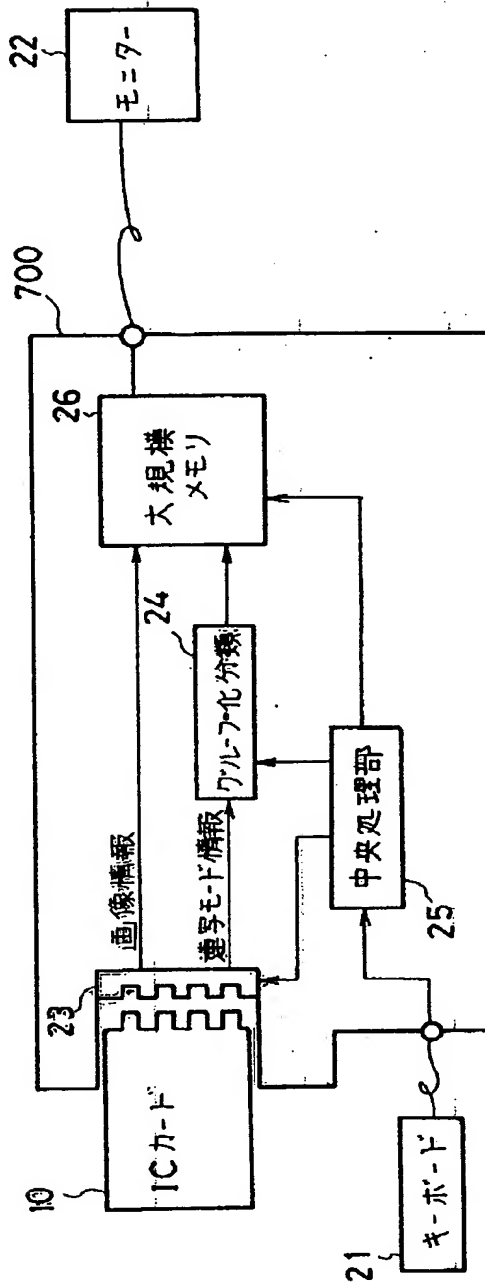 22
モニター
700
26
大規模
メモリ
24
グループ化分類
画像情報
連写モード情報
中央処理部
25
23
10
ICカード
21
キーボード